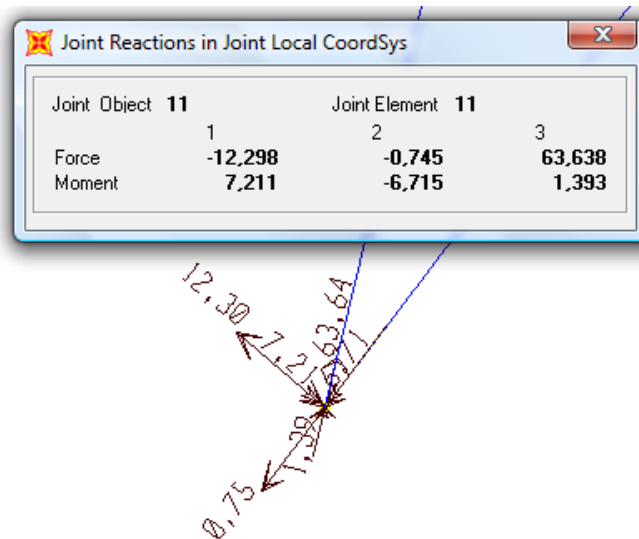 Joint Reactions in Joint Local CoordSys
Joint Object 11 Joint Element 11
1 2 3
Force -12,298 -0,745 63,638
Moment 7,211 -6,715 1,393
12,30
7,21
63,64
1,39
0,75